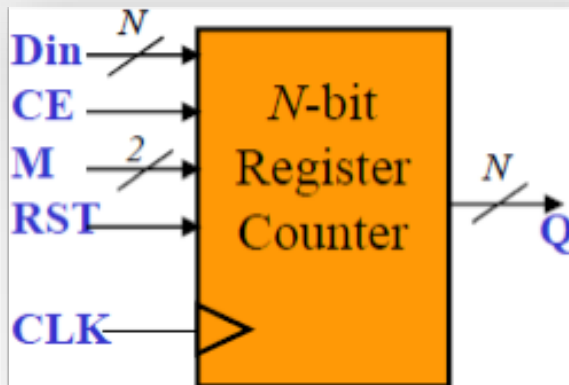 Din
N
CE
M
2
RST
CLK
N-bit
Register
Counter
N
Q